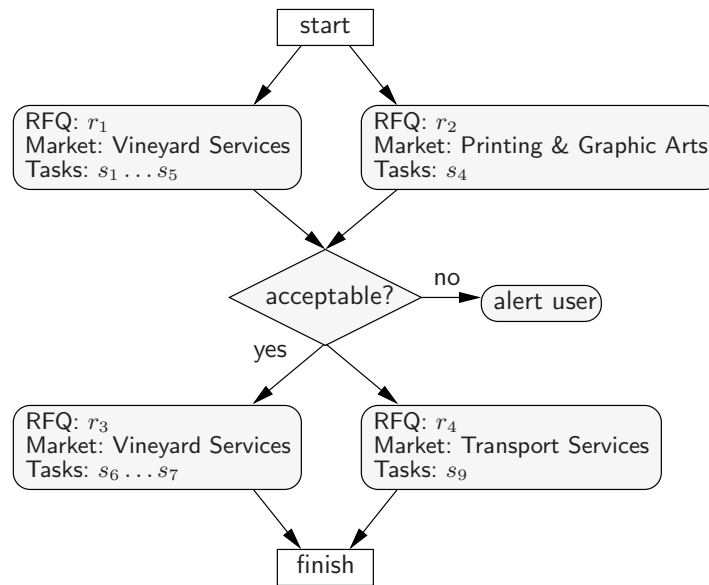 start
RFQ: r₁
Market: Vineyard Services
Tasks: s₁ … s₅
RFQ: r₂
Market: Printing & Graphic Arts
Tasks: s₄
acceptable?
no
alert user
yes
RFQ: r₃
Market: Vineyard Services
Tasks: s₆ … s₇
RFQ: r₄
Market: Transport Services
Tasks: s₉
finish